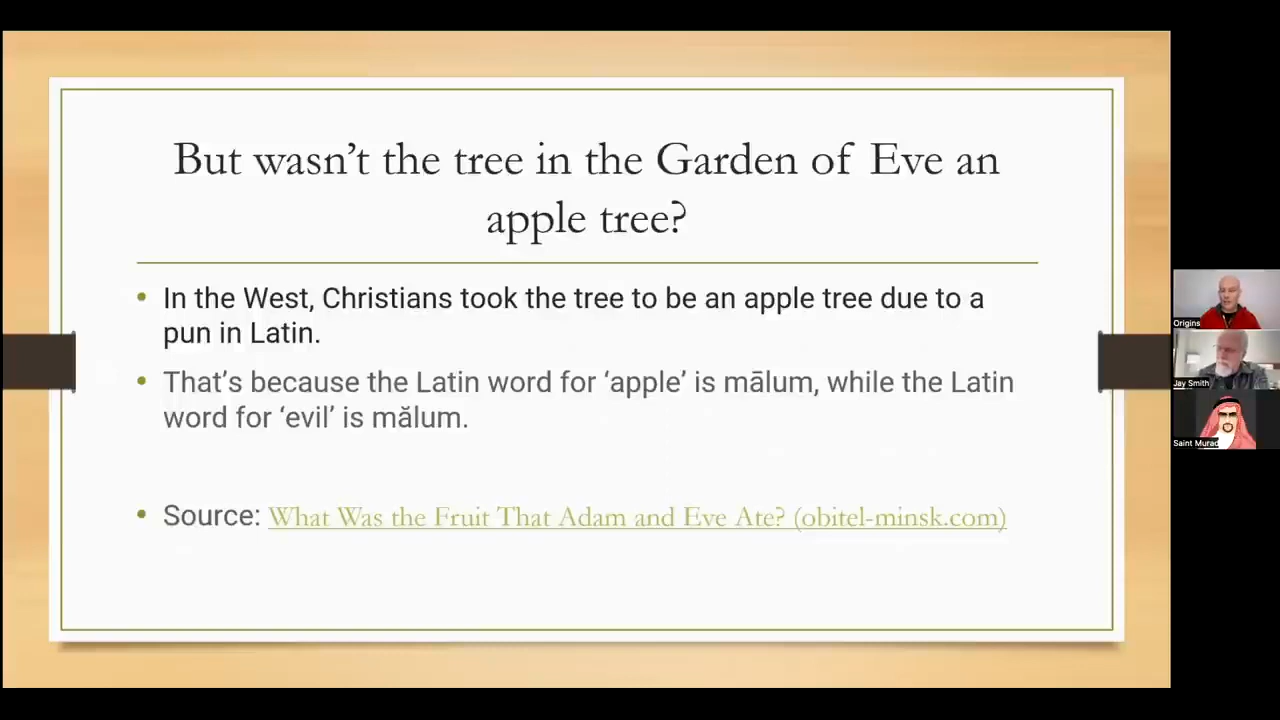 But wasn’t the tree in the Garden of Eve an
apple tree?
• In the West, Christians took the tree to be an apple tree due to a
pun in Latin.
• That’s because the Latin word for ‘apple’ is mālum, while the Latin
word for ‘evil’ is mălum.
• Source: What Was the Fruit That Adam and Eve Ate? (obitel-minsk.com)
Origins
Jay Smith
Saint Murad